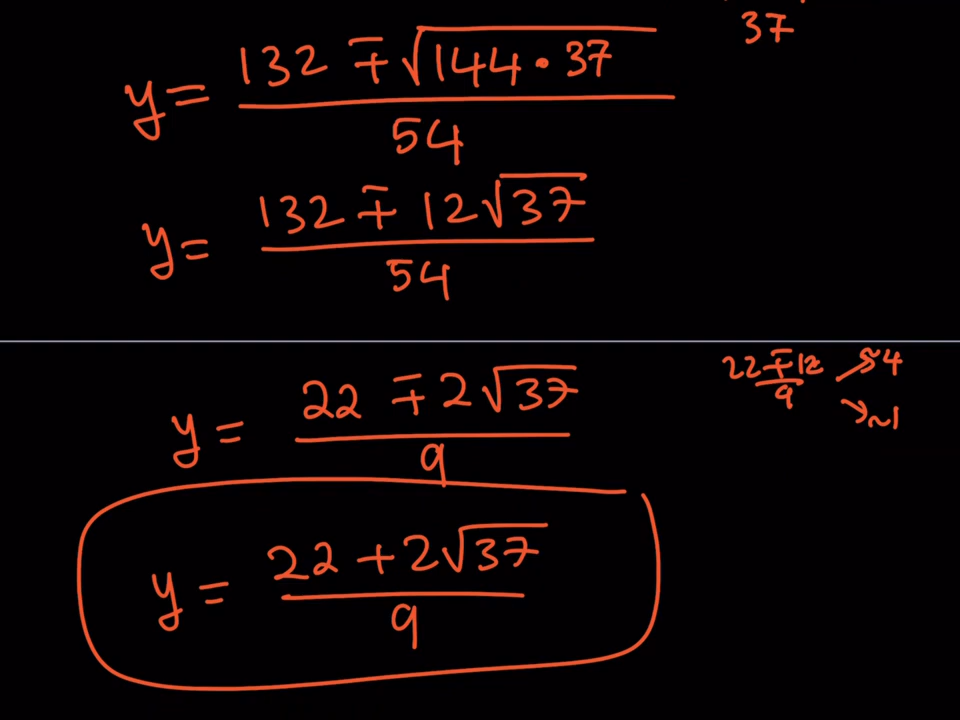 37
y = (132 ∓ √(144 · 37)) / 54
y = (132 ∓ 12√37) / 54
y = (22 ∓ 2√37) / 9
(22 ∓ 12) / 9 ↗ ~4 ↘ ~1
y = (22 + 2√37) / 9